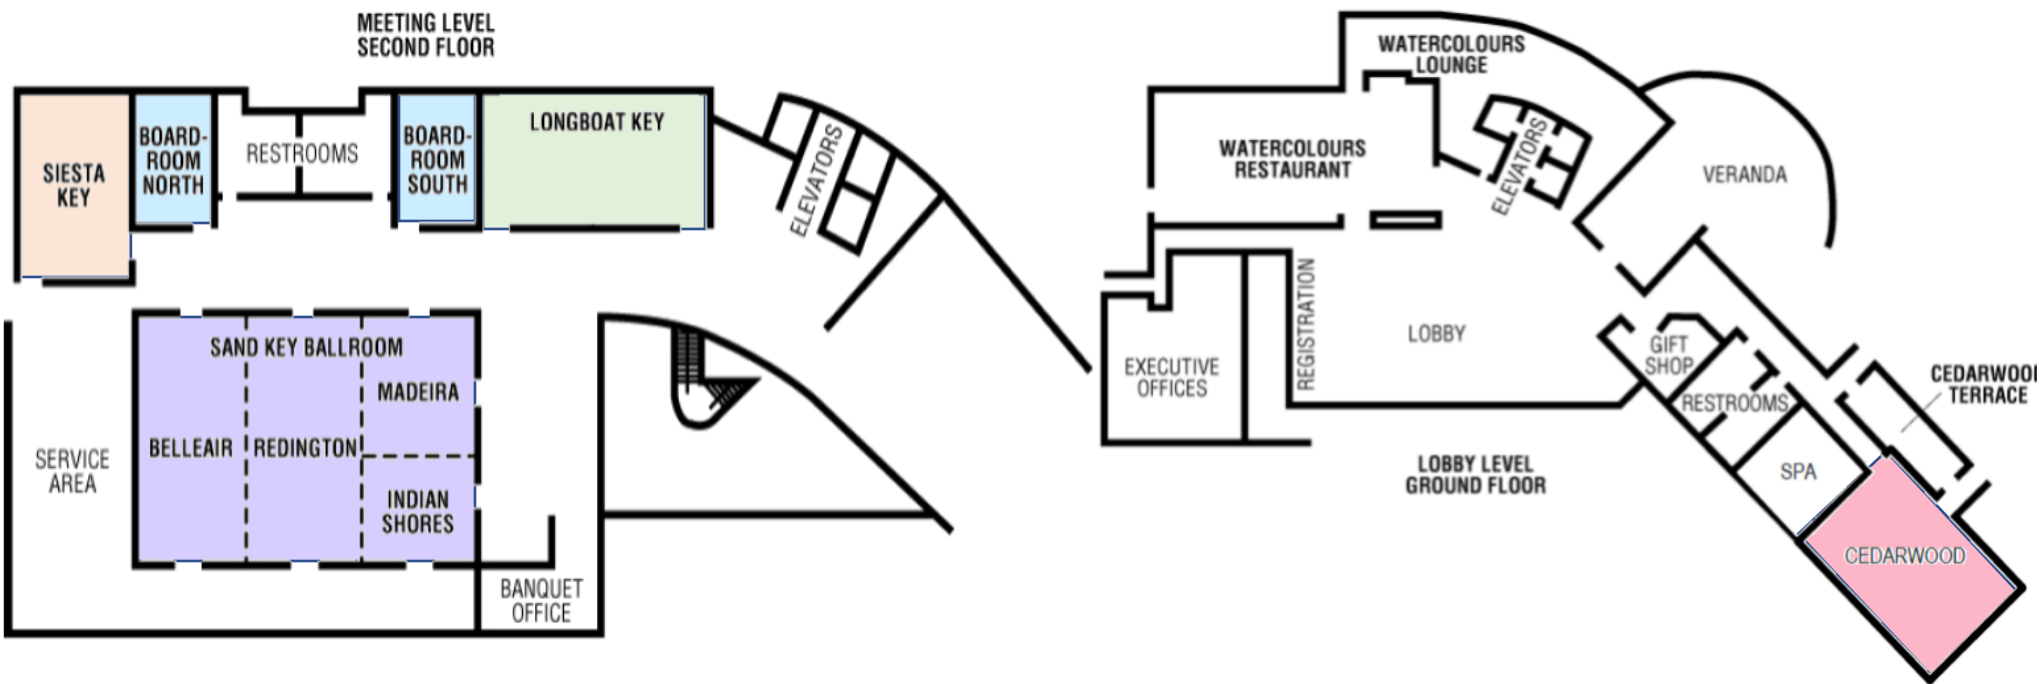 MEETING LEVEL
SECOND FLOOR
SIESTA
KEY
BOARD-
ROOM
NORTH
RESTROOMS
BOARD-
ROOM
SOUTH
LONGBOAT KEY
ELEVATORS
SAND KEY BALLROOM
MADEIRA
BELLEAIR
REDINGTON
INDIAN
SHORES
SERVICE
AREA
BANQUET
OFFICE
WATERCOLOURS
LOUNGE
WATERCOLOURS
RESTAURANT
ELEVATORS
VERANDA
REGISTRATION
LOBBY
EXECUTIVE
OFFICES
GIFT
SHOP
RESTROOMS
CEDARWOOD
TERRACE
SPA
CEDARWOOD
LOBBY LEVEL
GROUND FLOOR